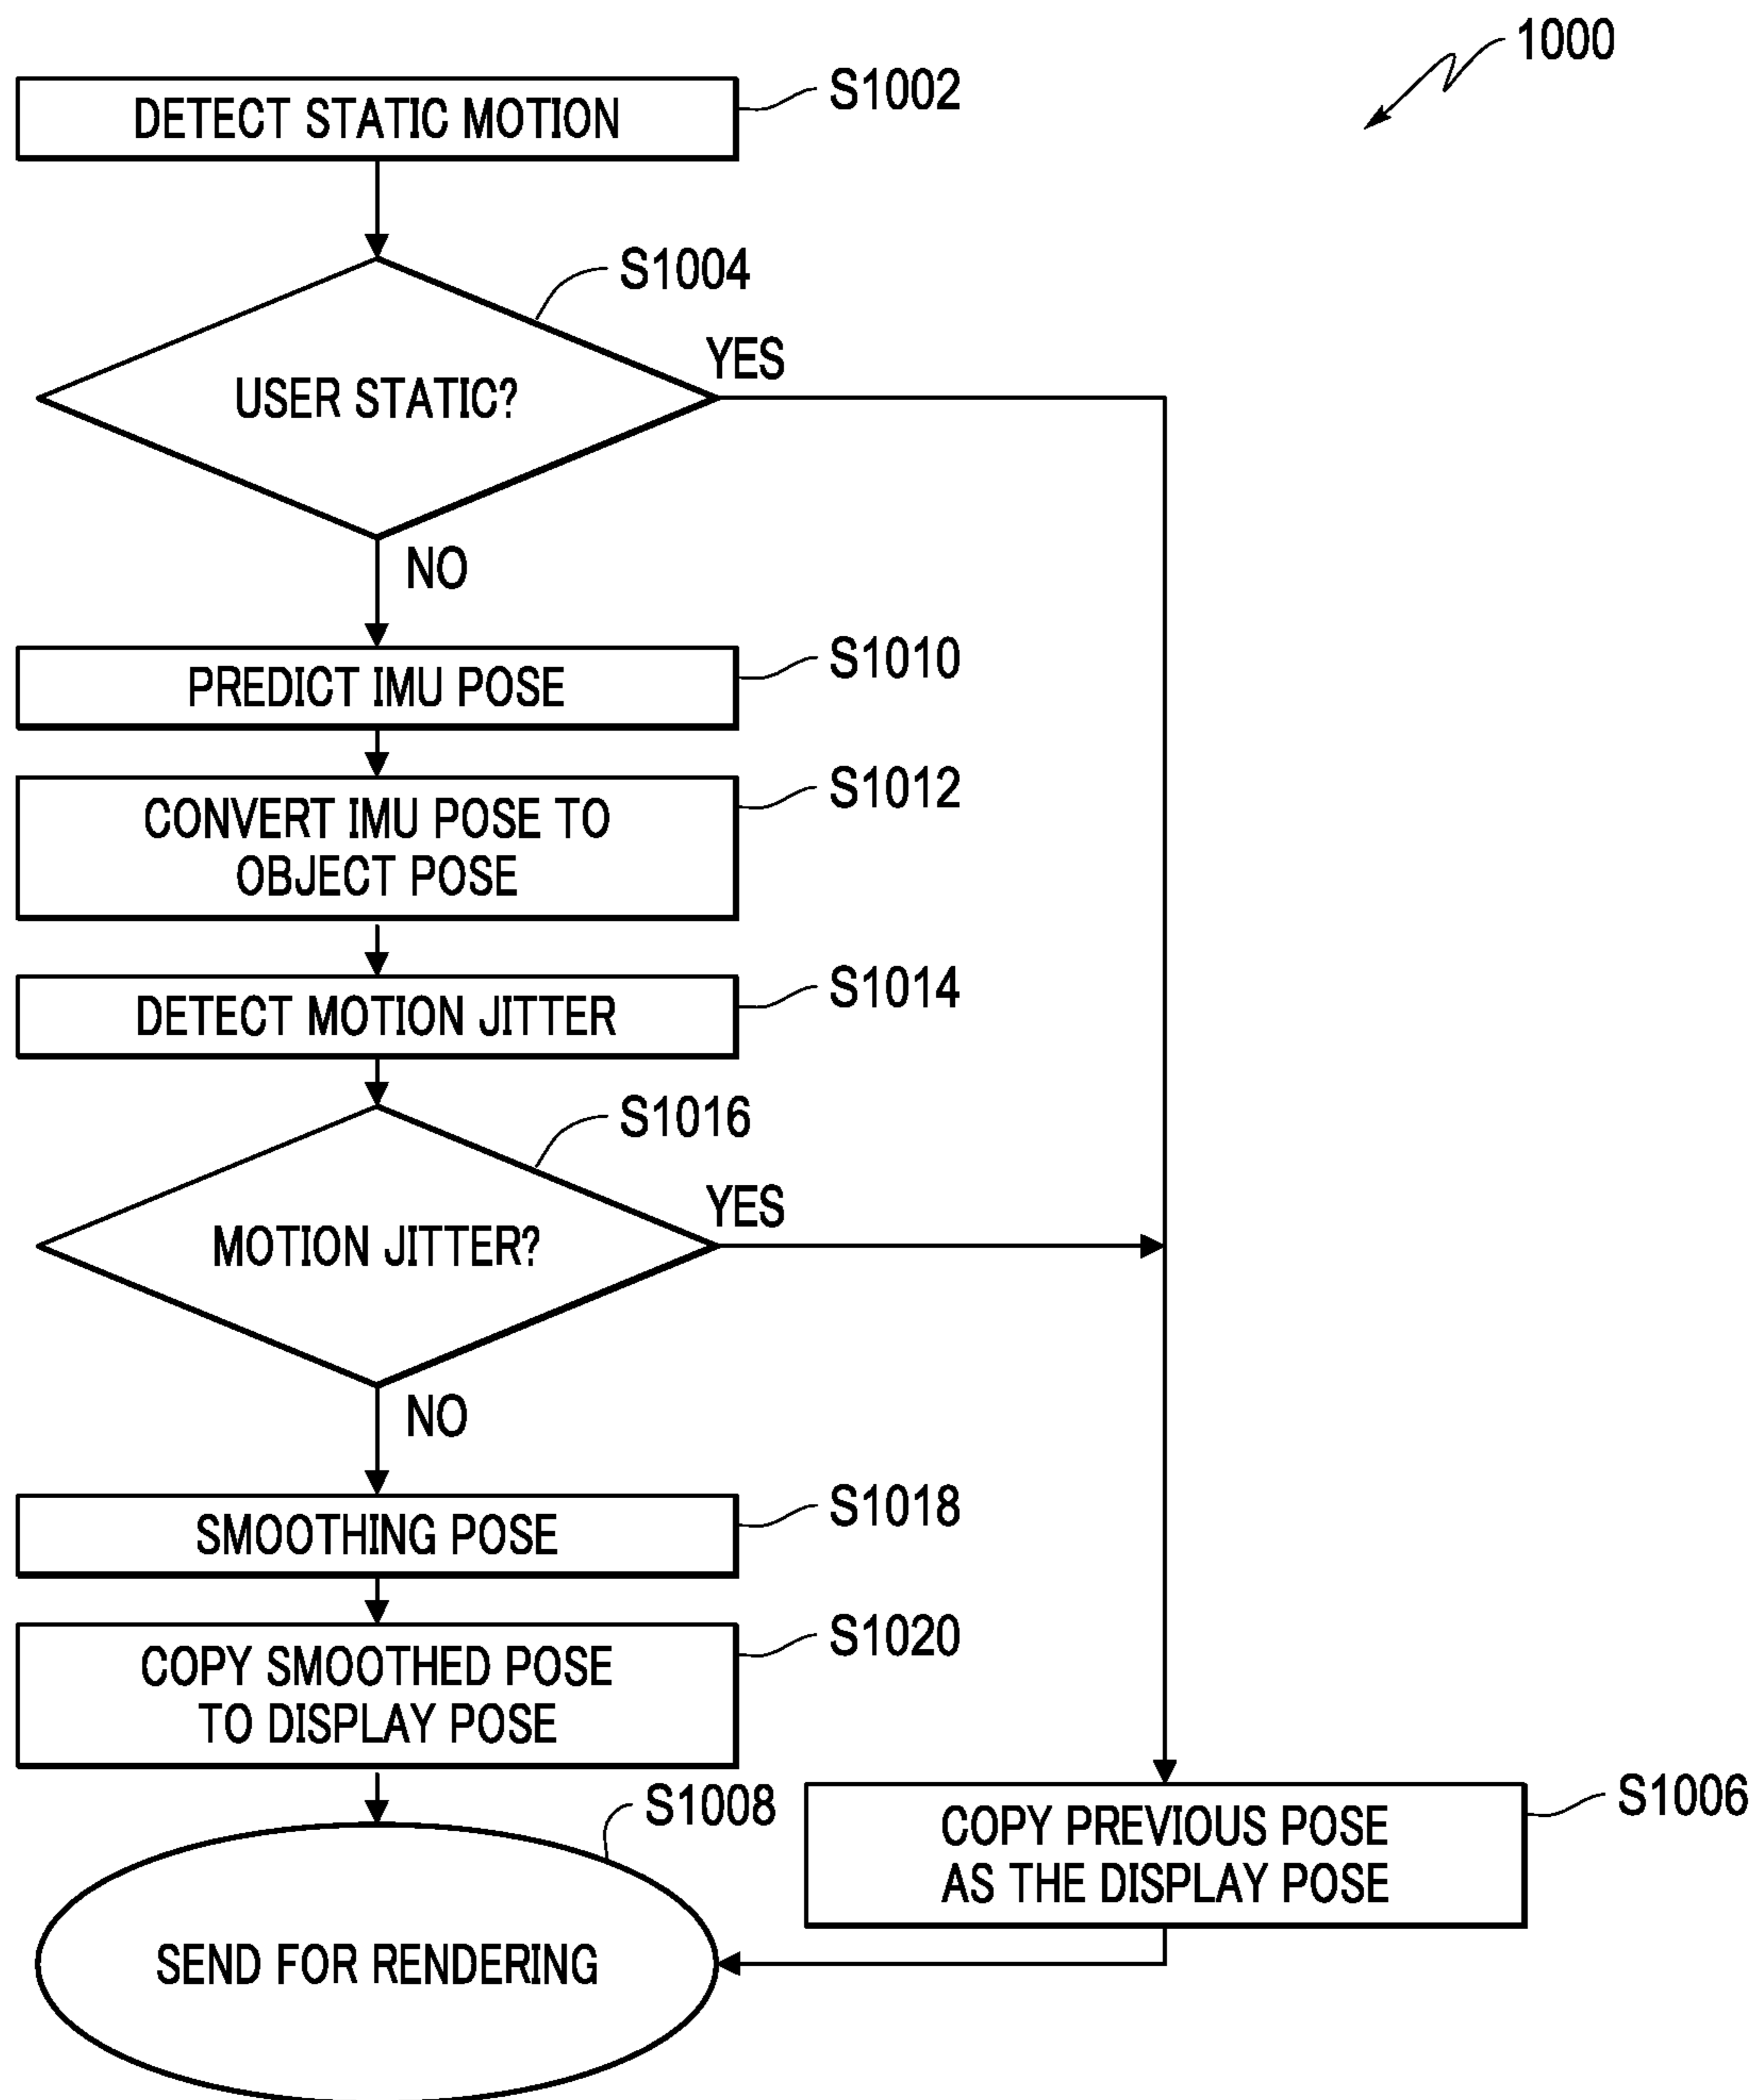 1000
DETECT STATIC MOTION
S1002
S1004
USER STATIC?
YES
NO
PREDICT IMU POSE
S1010
CONVERT IMU POSE TO
OBJECT POSE
S1012
DETECT MOTION JITTER
S1014
S1016
MOTION JITTER?
YES
NO
SMOOTHING POSE
S1018
COPY SMOOTHED POSE
TO DISPLAY POSE
S1020
S1008
SEND FOR RENDERING
COPY PREVIOUS POSE
AS THE DISPLAY POSE
S1006